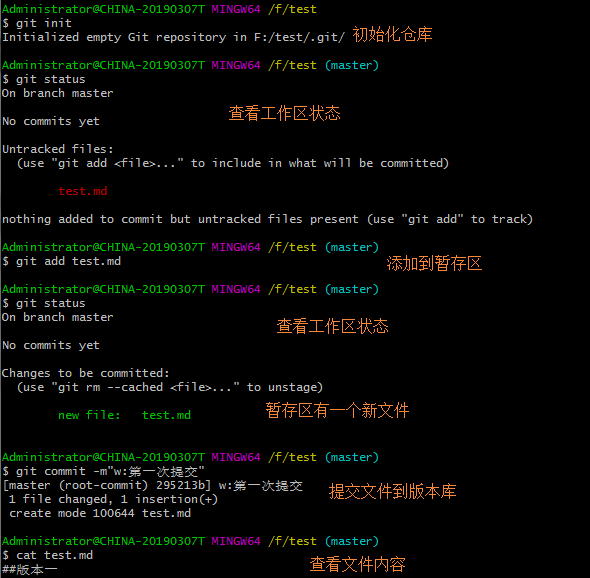 Administrator@CHINA-20190307T MINGW64 /f/test
$ git init
Initialized empty Git repository in F:/test/.git/ 初始化仓库
Administrator@CHINA-20190307T MINGW64 /f/test (master)
$ git status
On branch master
查看工作区状态
No commits yet
Untracked files:
(use "git add <file>..." to include in what will be committed)
test.md
nothing added to commit but untracked files present (use "git add" to track)
Administrator@CHINA-20190307T MINGW64 /f/test (master)
$ git add test.md 添加到暂存区
Administrator@CHINA-20190307T MINGW64 /f/test (master)
$ git status
On branch master
查看工作区状态
No commits yet
Changes to be committed:
(use "git rm --cached <file>..." to unstage)
new file: test.md 暂存区有一个新文件
Administrator@CHINA-20190307T MINGW64 /f/test (master)
$ git commit -m"w:第一次提交"
[master (root-commit) 295213b] w:第一次提交 提交文件到版本库
1 file changed, 1 insertion(+)
create mode 100644 test.md
Administrator@CHINA-20190307T MINGW64 /f/test (master)
$ cat test.md 查看文件内容
##版本一